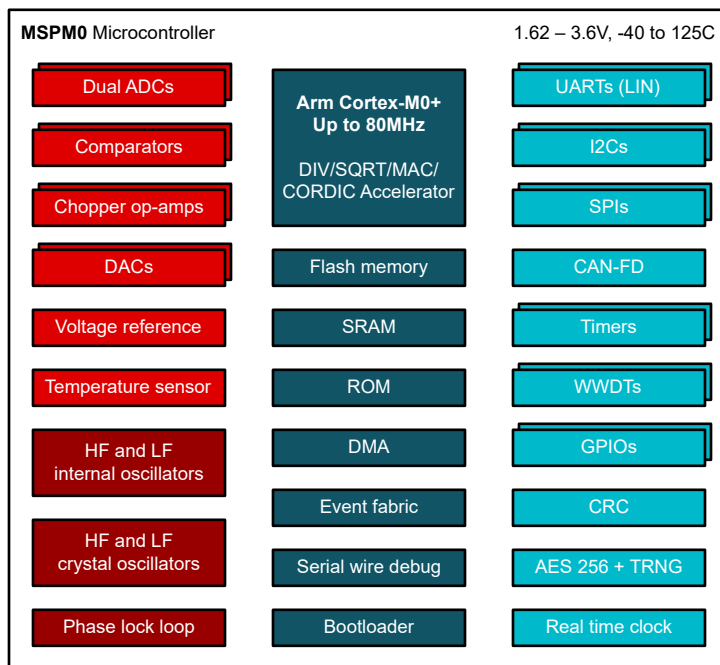 MSPM0 Microcontroller
1.62 – 3.6V, -40 to 125C
Dual ADCs
Comparators
Chopper op-amps
DACs
Voltage reference
Temperature sensor
HF and LF
internal oscillators
HF and LF
crystal oscillators
Phase lock loop
Arm Cortex-M0+
Up to 80MHz
DIV/SQRT/MAC/
CORDIC Accelerator
Flash memory
SRAM
ROM
DMA
Event fabric
Serial wire debug
Bootloader
UARTs (LIN)
I2Cs
SPIs
CAN-FD
Timers
WWDTs
GPIOs
CRC
AES 256 + TRNG
Real time clock